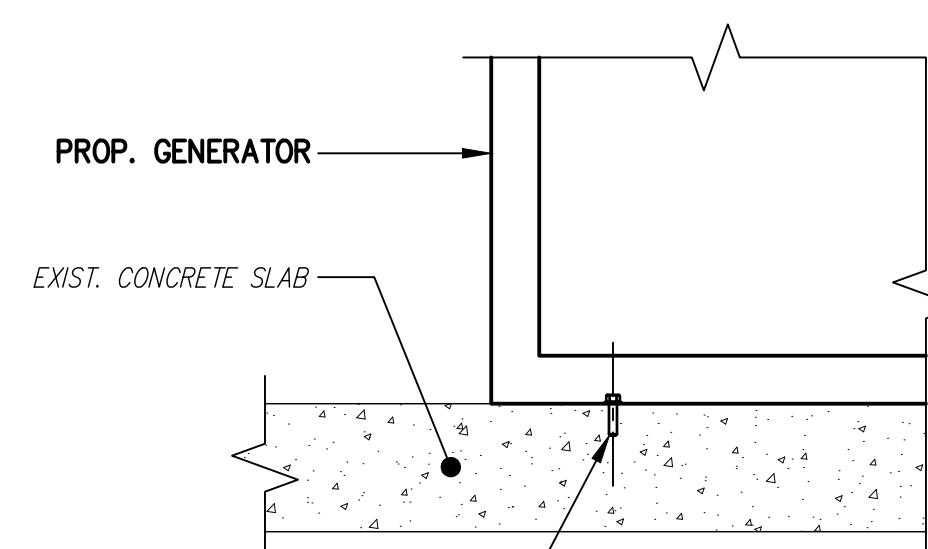 PROP. GENERATOR
EXIST. CONCRETE SLAB